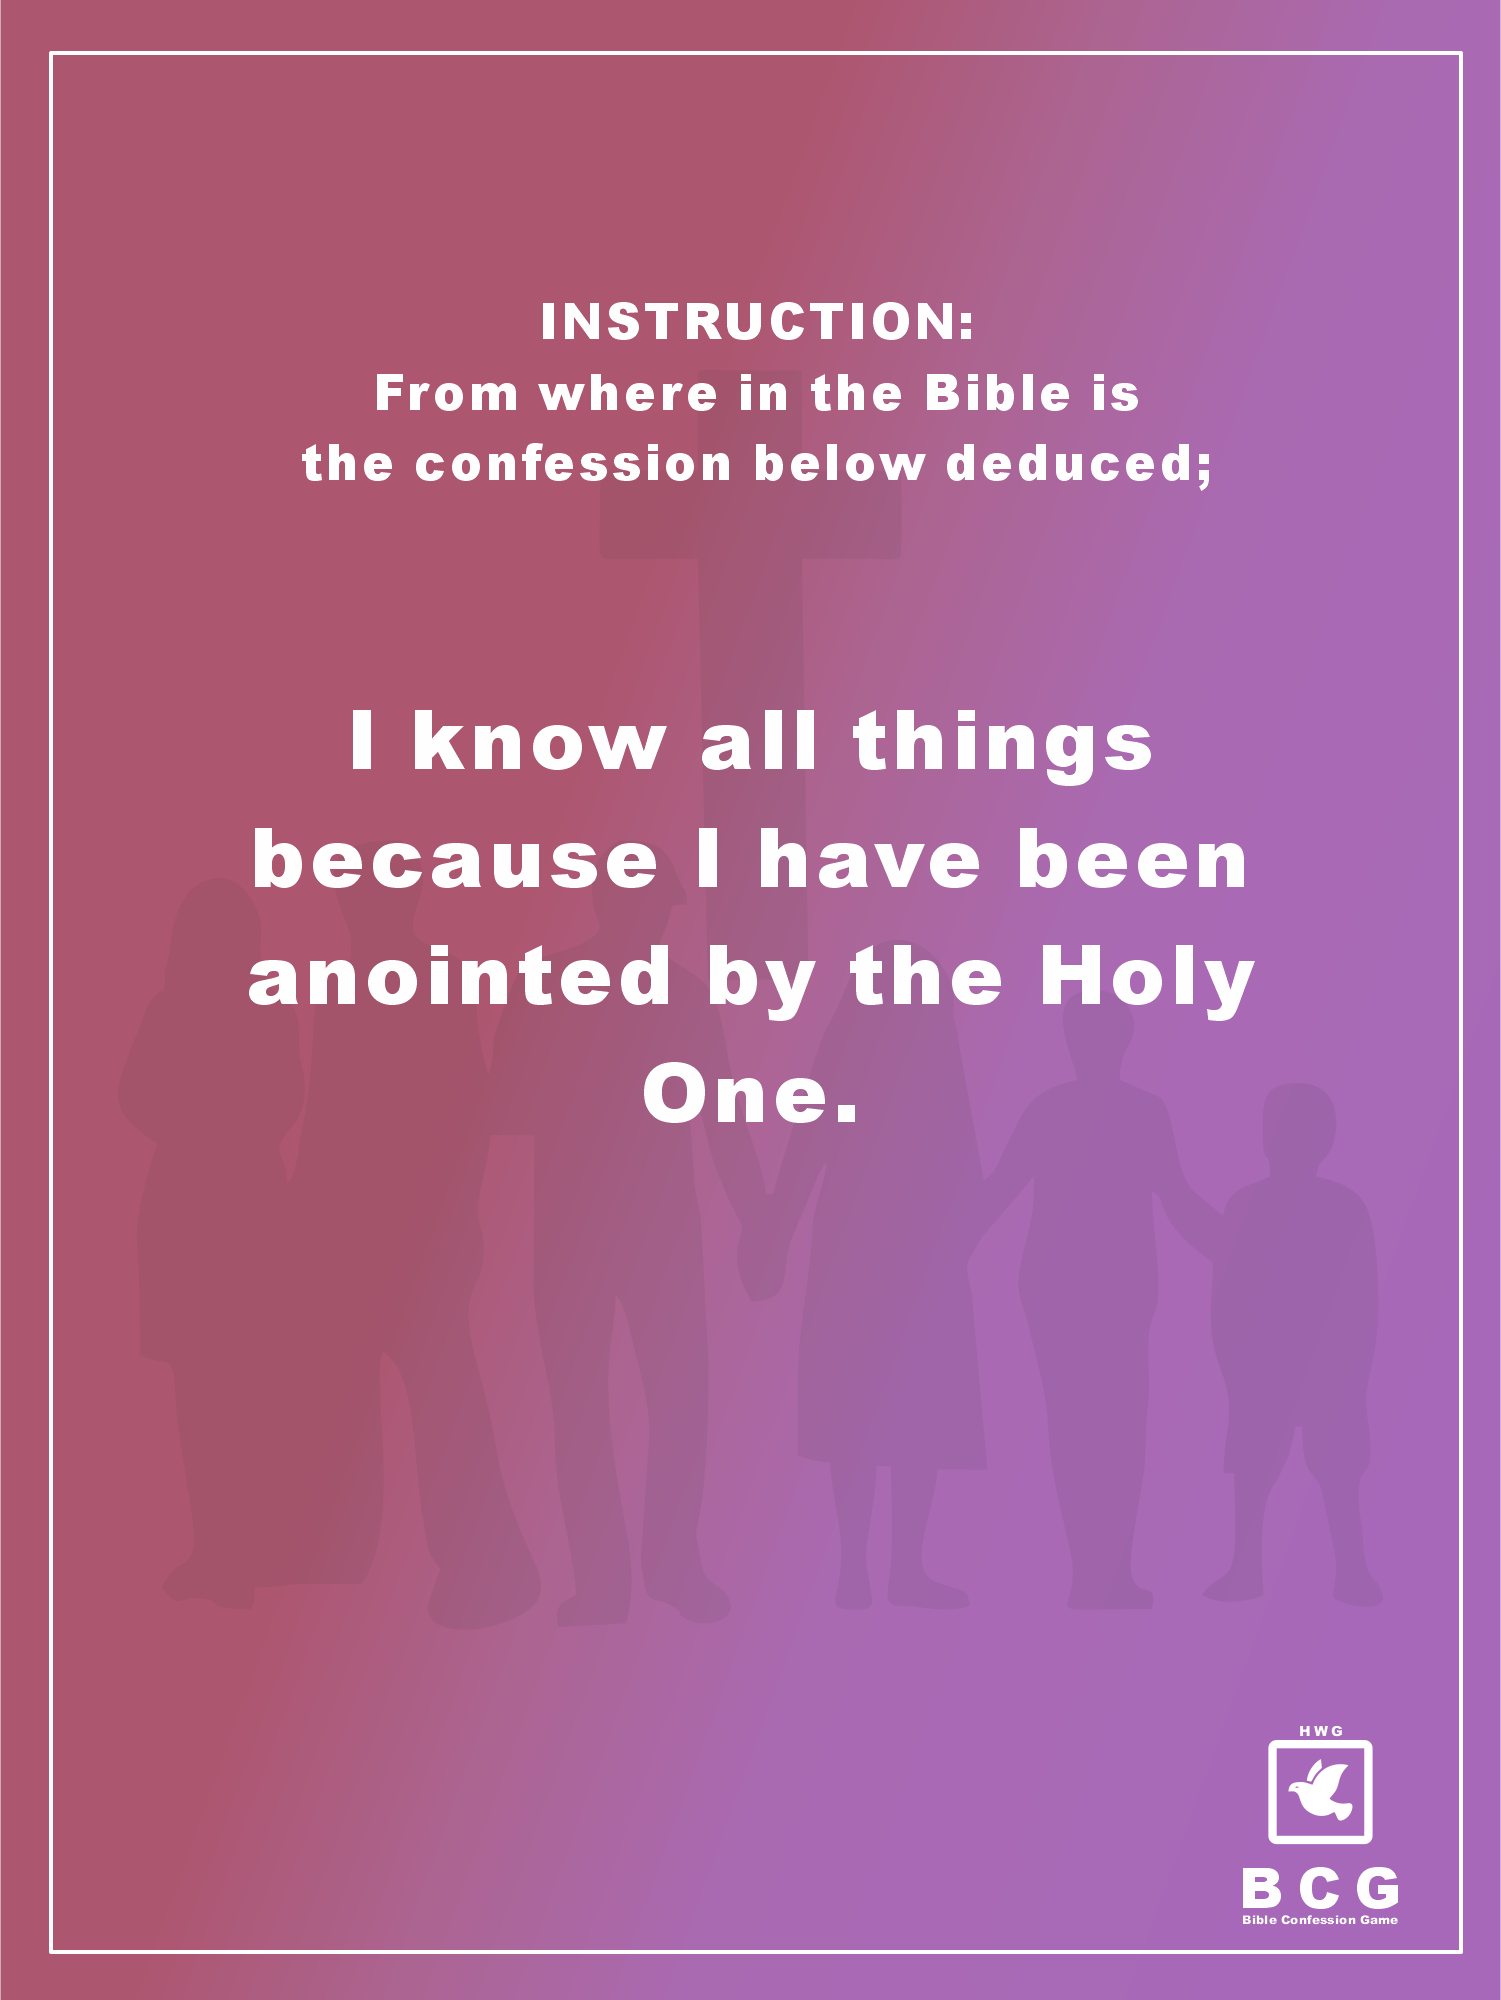 INSTRUCTION:
From where in the Bible is
the confession below deduced;
I know all things
because I have been
anointed by the Holy
One.
HWG
BCG
Bible Confession Game